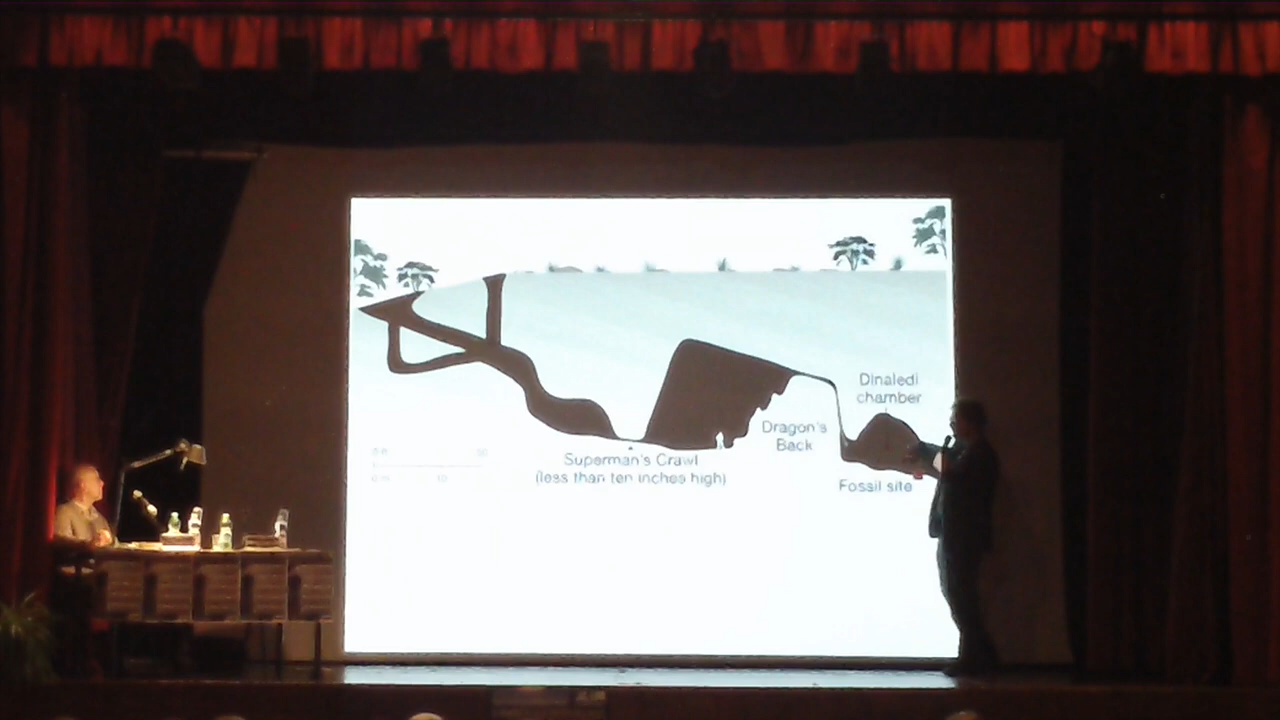 Dinaledi
chamber
Dragon's
Back
Superman's Crawl
(less than ten inches high)
Fossil site